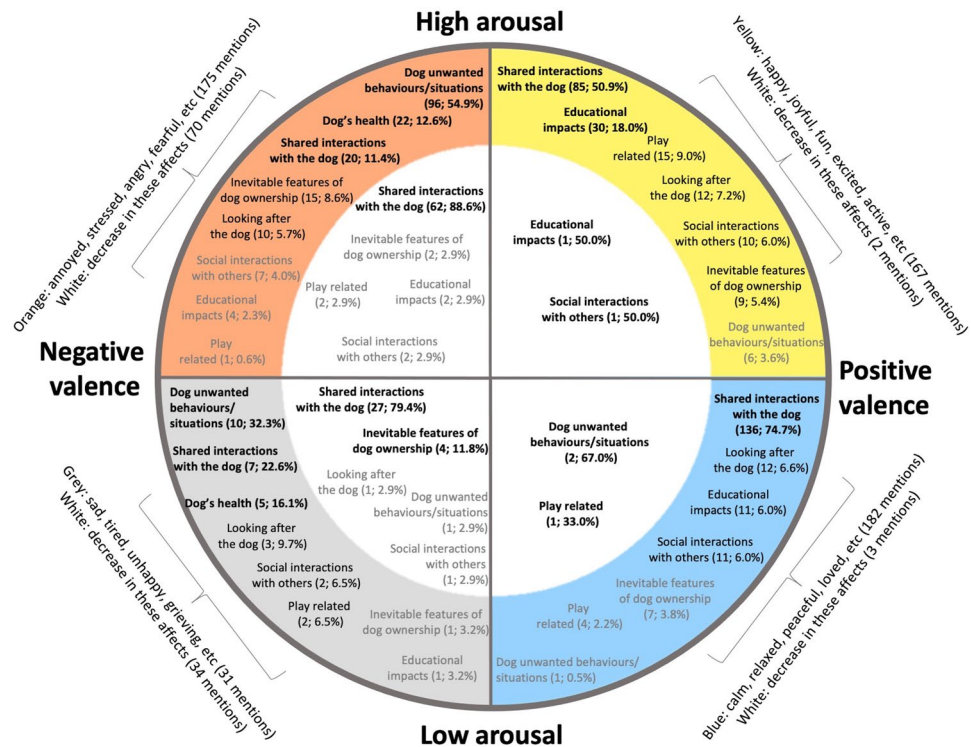 High arousal
Orange: annoyed, stressed, angry, fearful, etc (175 mentions)
White: decrease in these affects (70 mentions)
Dog unwanted
behaviours/situations
(96; 54.9%)
Dog's health (22; 12.6%)
Shared interactions
with the dog (20; 11.4%)
Inevitable features of
dog ownership (15; 8.6%)
Looking after
the dog (10; 5.7%)
Social interactions
with others (7; 4.0%)
Educational
impacts (4; 2.3%)
Play
related (1; 0.6%)
Shared interactions
with the dog (62; 88.6%)
Inevitable features of
dog ownership (2; 2.9%)
Play related
(2; 2.9%)
Educational
impacts (2; 2.9%)
Social interactions
with others (2; 2.9%)
Yellow: happy, joyful, fun, excited, active, etc (167 mentions)
White: decrease in these affects (2 mentions)
Shared interactions
with the dog
(85; 50.9%)
Educational
impacts (30; 18.0%)
Play
related (15; 9.0%)
Looking after
the dog (12; 7.2%)
Social interactions
with others (10; 6.0%)
Inevitable features
of dog ownership
(9; 5.4%)
Dog unwanted
behaviours/situations
(6; 3.6%)
Educational
impacts (1; 50.0%)
Social interactions
with others (1; 50.0%)
Negative
valence
Positive
valence
Dog unwanted
behaviours/
situations (10; 32.3%)
Shared interactions
with the dog (7; 22.6%)
Dog's health (5; 16.1%)
Looking after
the dog (3; 9.7%)
Social interactions
with others (2; 6.5%)
Play related
(2; 6.5%)
Inevitable features of
dog ownership (1; 3.2%)
Educational
impacts (1; 3.2%)
Shared interactions
with the dog (27; 79.4%)
Inevitable features of
dog ownership (4; 11.8%)
Looking after
the dog (1; 2.9%)
Dog unwanted
behaviours/situations
(1; 2.9%)
Social interactions
with others
(1; 2.9%)
Grey: sad, tired, unhappy, grieving, etc (31 mentions)
White: decrease in these affects (34 mentions)
Dog unwanted
behaviours/situations
(2; 67.0%)
Play related
(1; 33.0%)
Shared interactions
with the dog
(136; 74.7%)
Looking after
the dog (12; 6.6%)
Educational
impacts (11; 6.0%)
Social interactions
with others (11; 6.0%)
Inevitable features
of dog ownership
(7; 3.8%)
Play
related (4; 2.2%)
Dog unwanted behaviours/
situations (1; 0.5%)
Blue: calm, relaxed, peaceful, loved, etc (182 mentions)
White: decrease in these affects (3 mentions)
Low arousal